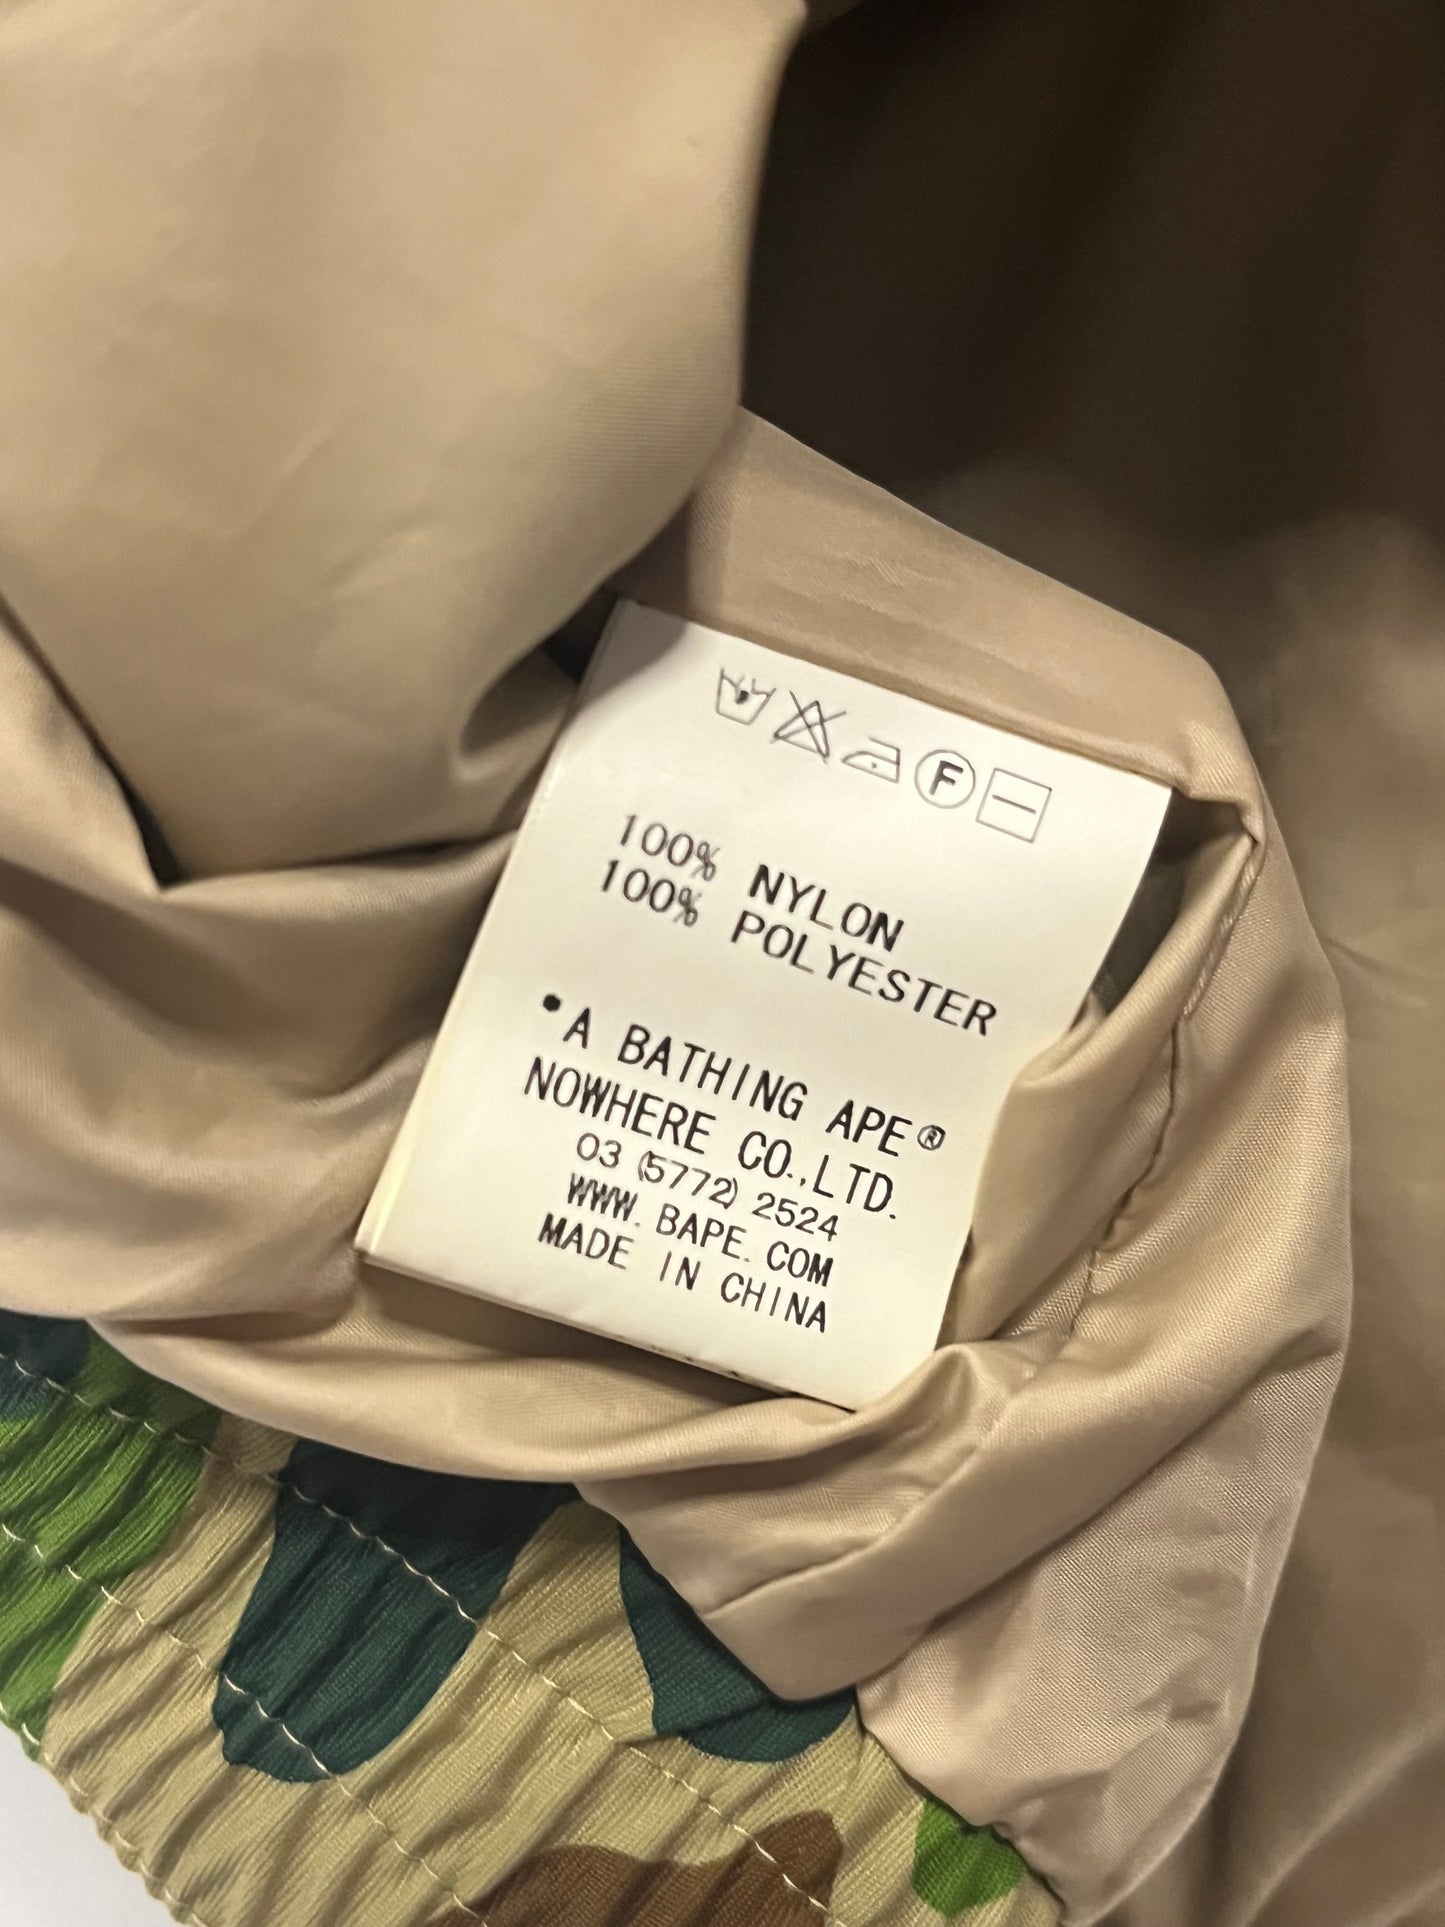 F
100% NYLON
100% POLYESTER
•A BATHING APE®
NOWHERE CO.,LTD.
03 (5772) 2524
WWW.BAPE.COM
MADE IN CHINA